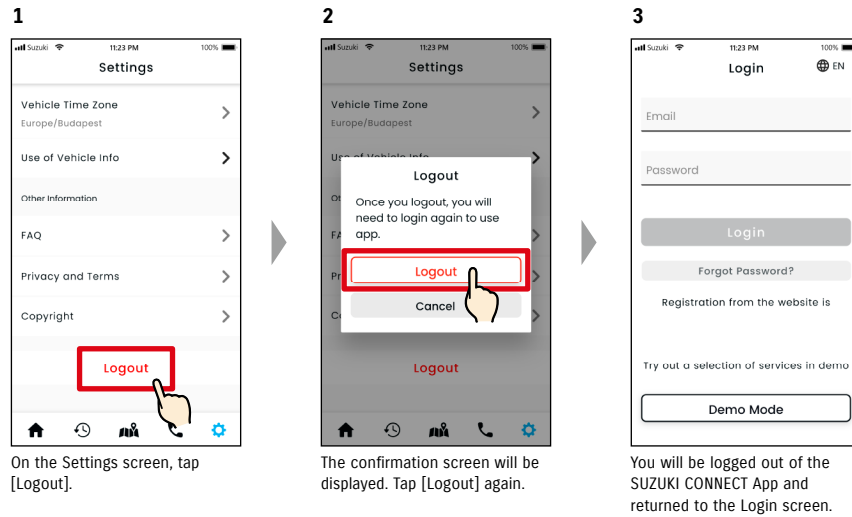 1
Suzuki 11:23 PM 100%
Settings
Vehicle Time Zone
Europe/Budapest
Use of Vehicle Info
Other Information
FAQ
Privacy and Terms
Copyright
Logout
On the Settings screen, tap
[Logout].
2
Suzuki 11:23 PM 100%
Settings
Vehicle Time Zone
Europe/Budapest
Use of Vehicle Info
Logout
Once you logout, you will
need to login again to use
app.
Logout
Cancel
Logout
The confirmation screen will be
displayed. Tap [Logout] again.
3
Suzuki 11:23 PM 100%
Login EN
Email
Password
Login
Forgot Password?
Registration from the website is
Try out a selection of services in demo
Demo Mode
You will be logged out of the
SUZUKI CONNECT App and
returned to the Login screen.